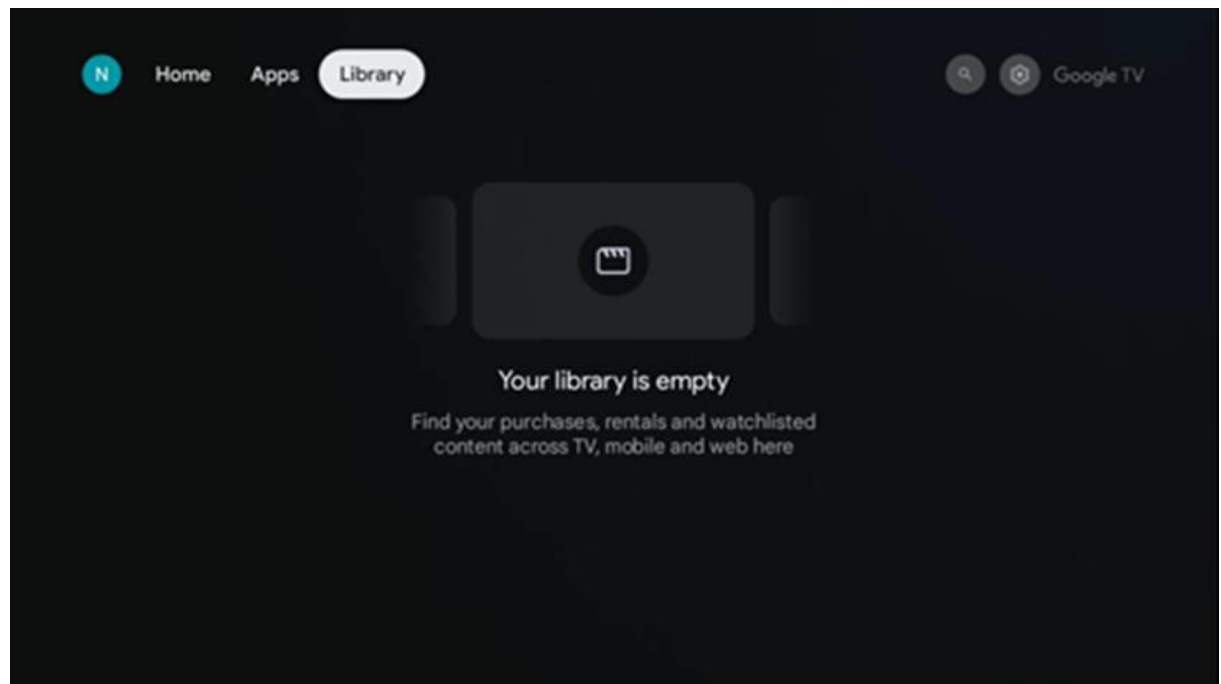 N Home Apps Library Google TV
Your library is empty
Find your purchases, rentals and watchlisted
content across TV, mobile and web here